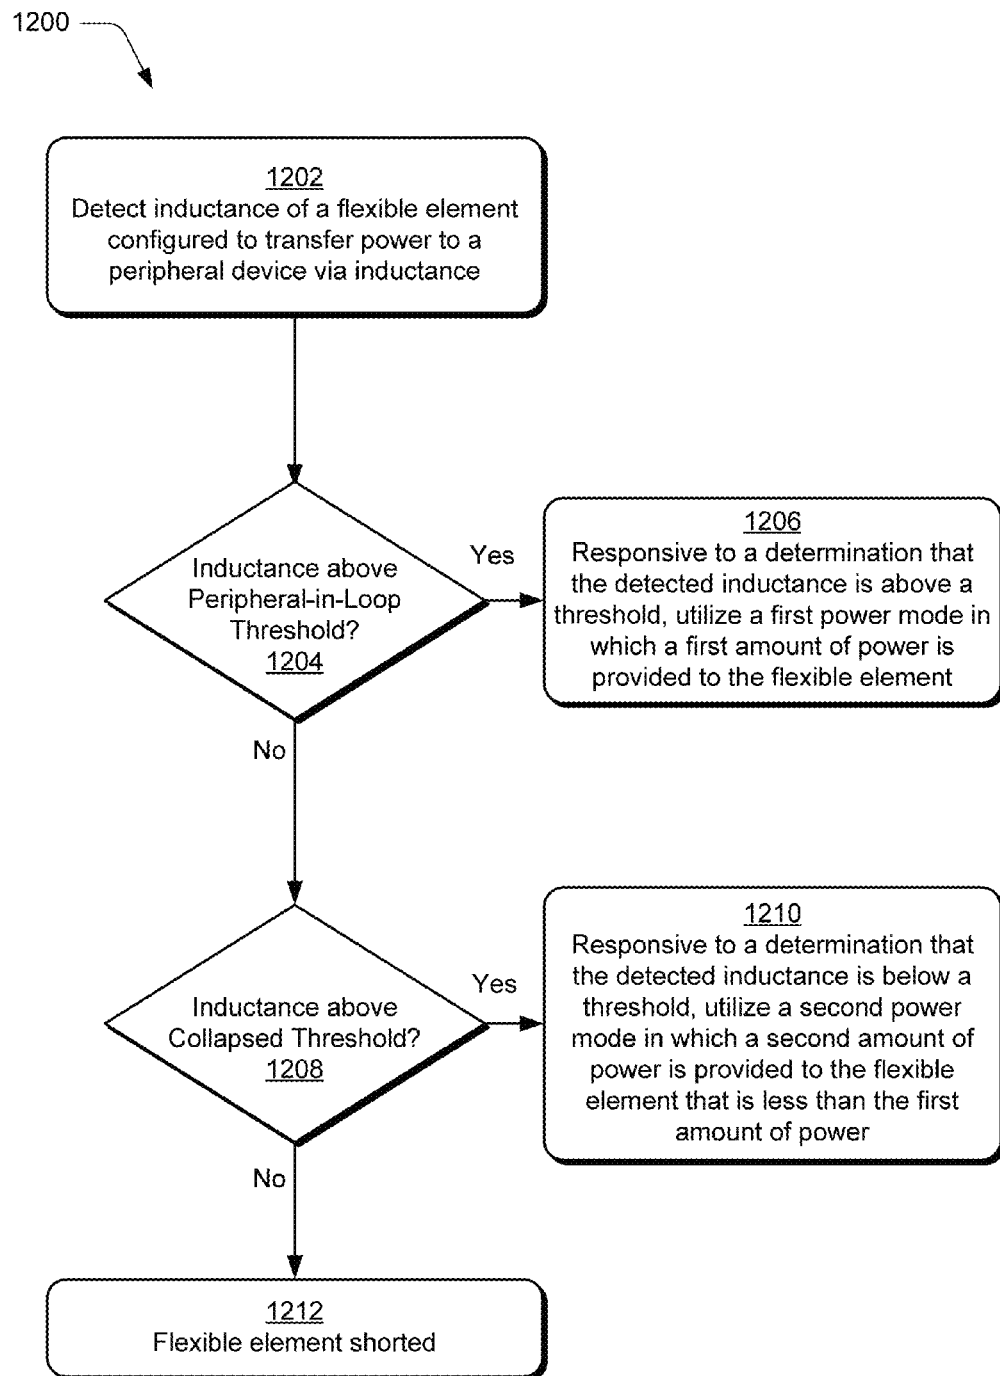 1200
1202
Detect inductance of a flexible element
configured to transfer power to a
peripheral device via inductance
Inductance above
Peripheral-in-Loop
Threshold?
1204
Yes
1206
Responsive to a determination that
the detected inductance is above a
threshold, utilize a first power mode in
which a first amount of power is
provided to the flexible element
No
Inductance above
Collapsed Threshold?
1208
Yes
1210
Responsive to a determination that
the detected inductance is below a
threshold, utilize a second power
mode in which a second amount of
power is provided to the flexible
element that is less than the first
amount of power
No
1212
Flexible element shorted